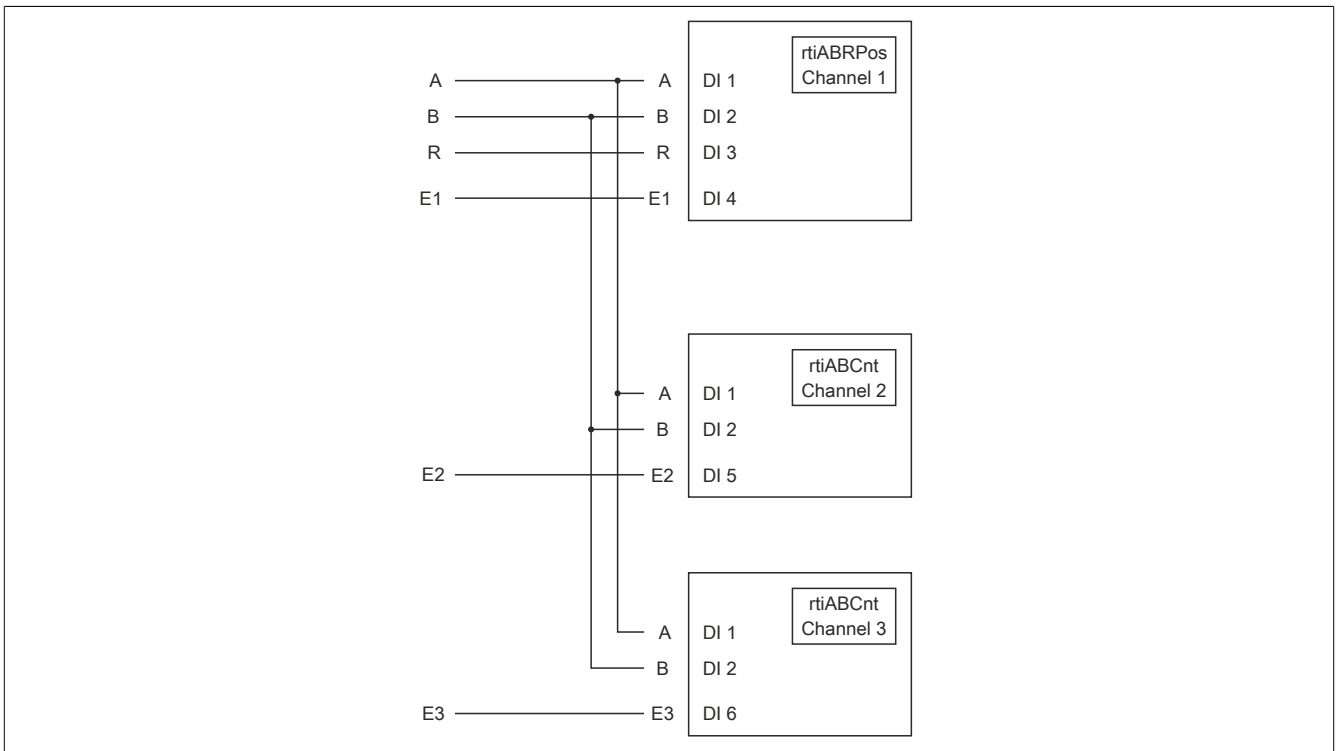 rtiABRPos
Channel 1
A A DI 1
B B DI 2
R R DI 3
E1 E1 DI 4
rtiABCnt
Channel 2
A DI 1
B DI 2
E2 E2 DI 5
rtiABCnt
Channel 3
A DI 1
B DI 2
E3 E3 DI 6